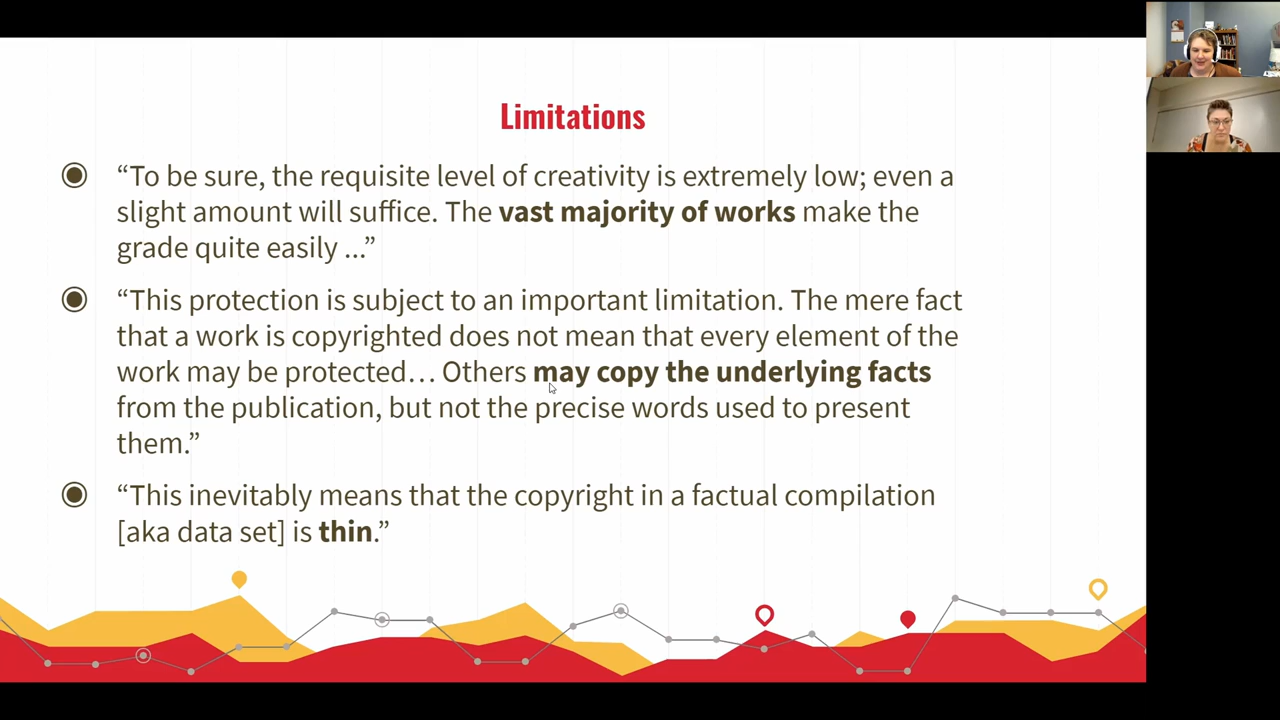 Limitations
“To be sure, the requisite level of creativity is extremely low; even a
slight amount will suffice. The vast majority of works make the
grade quite easily ...”
“This protection is subject to an important limitation. The mere fact
that a work is copyrighted does not mean that every element of the
work may be protected… Others may copy the underlying facts
from the publication, but not the precise words used to present
them.”
“This inevitably means that the copyright in a factual compilation
[aka data set] is thin.”